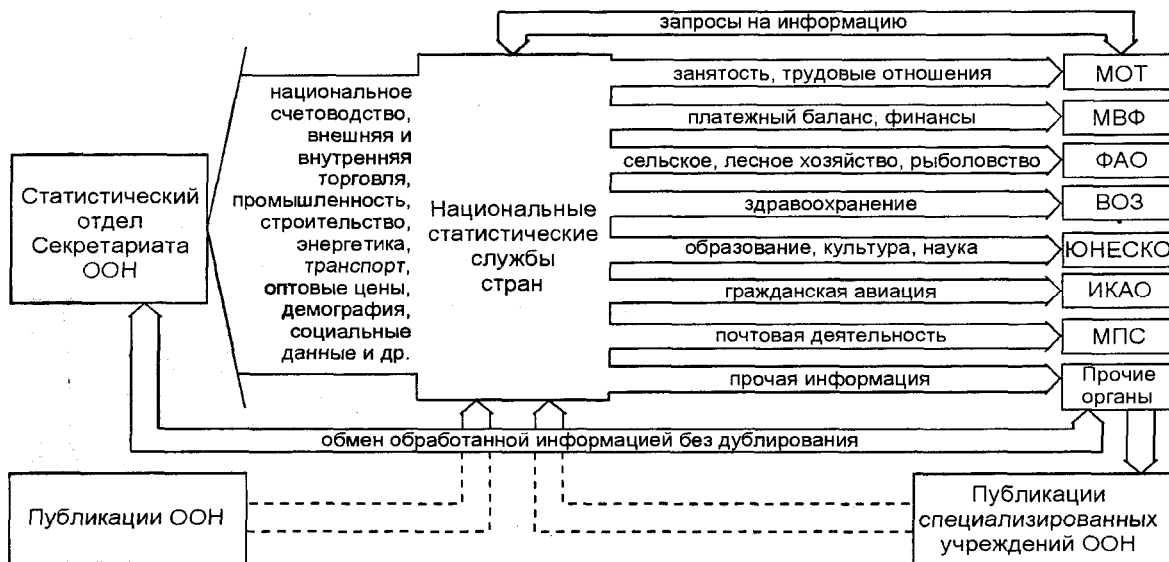 запросы на информацию
национальное
счетоводство,
внешняя и
внутренняя
торговля,
промышленность,
строительство,
энергетика,
транспорт,
оптовые цены,
демография,
социальные
данные и др.
Статистический
отдел
Секретариата
ООН
Национальные
статистические
службы
стран
занятость, трудовые отношения
МОТ
платежный баланс, финансы
МВФ
сельское, лесное хозяйство, рыболовство
ФАО
здравоохранение
ВОЗ
образование, культура, наука
ЮНЕСКО
гражданская авиация
ИКАО
почтовая деятельность
МПС
прочая информация
Прочие
органы
обмен обработанной информацией без дублирования
Публикации ООН
Публикации
специализированных
учреждений ООН